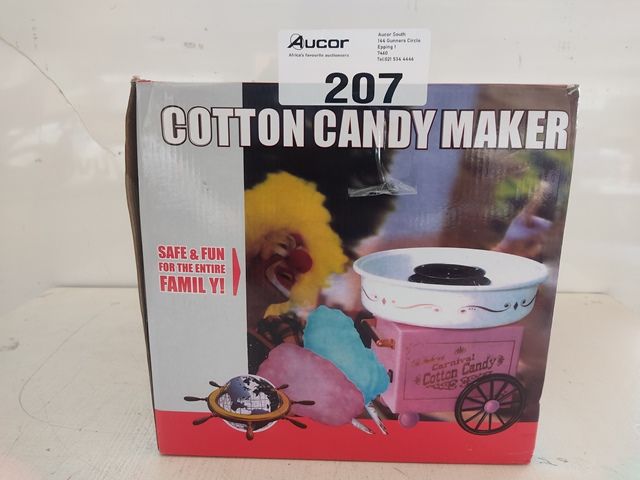 Aucor
Africa's favourite auctioneers
Aucor South
144 Gunners Circle
Epping 1
7460
Tel:021 534 4446
207
COTTON CANDY MAKER
SAFE & FUN
FOR THE ENTIRE
FAMIL Y!
Carnival
Cotton Candy